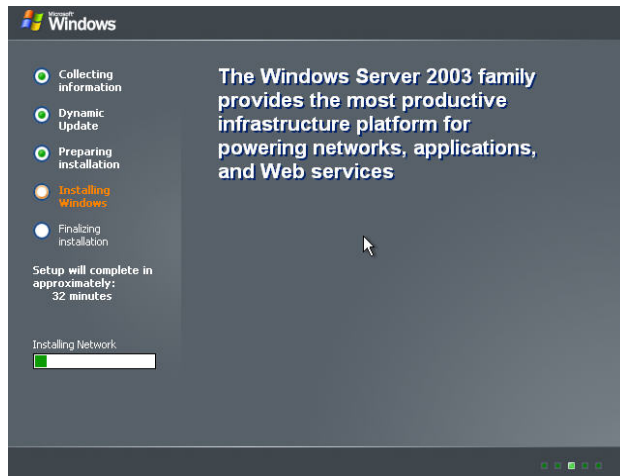 Microsoft
Windows
Collecting
information
Dynamic
Update
Preparing
installation
Installing
Windows
Finalizing
installation
Setup will complete in
approximately:
32 minutes
Installing Network
The Windows Server 2003 family
provides the most productive
infrastructure platform for
powering networks, applications,
and Web services